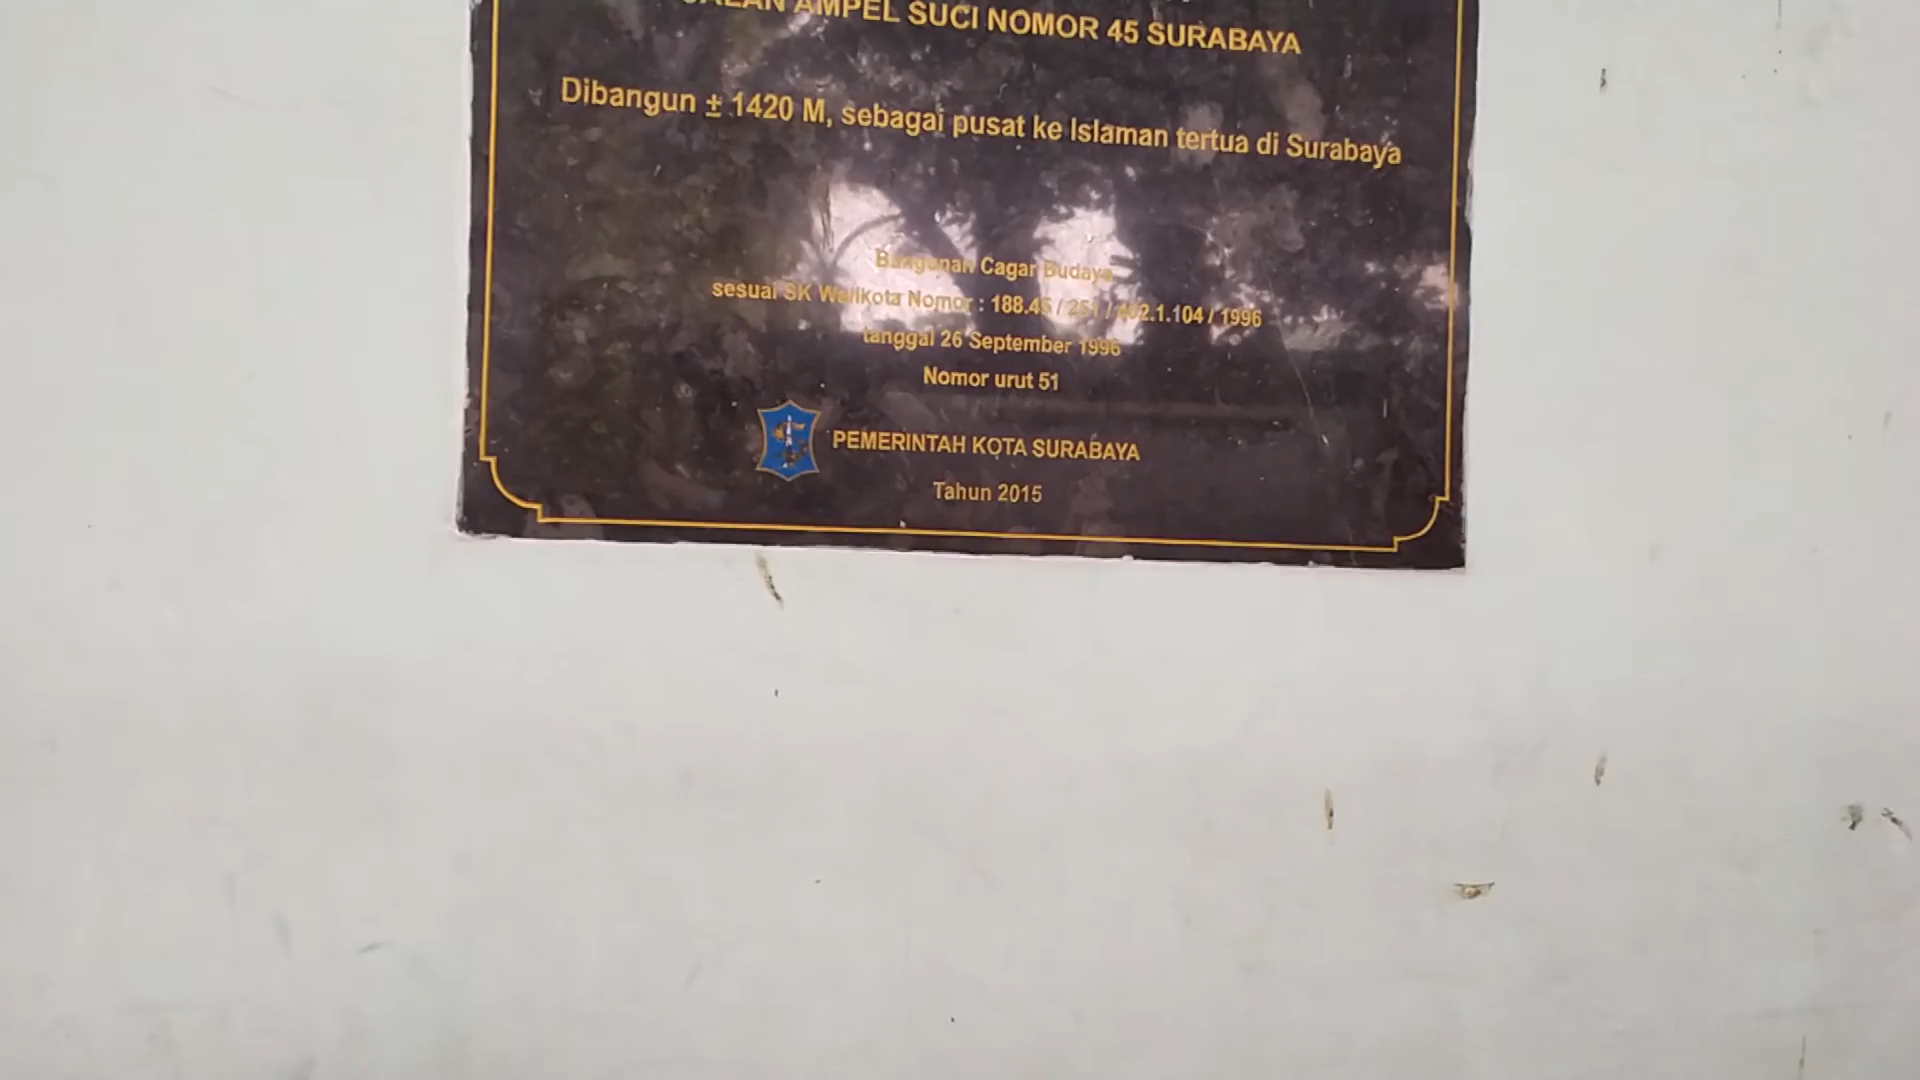 JALAN AMPEL SUCI NOMOR 45 SURABAYA
Dibangun ± 1420 M, sebagai pusat ke Islaman tertua di Surabaya
Bangunan Cagar Budaya
sesuai SK Walikota Nomor : 188.45 / 251 / 402.1.104 / 1996
tanggal 26 September 1996
Nomor urut 51
PEMERINTAH KOTA SURABAYA
Tahun 2015